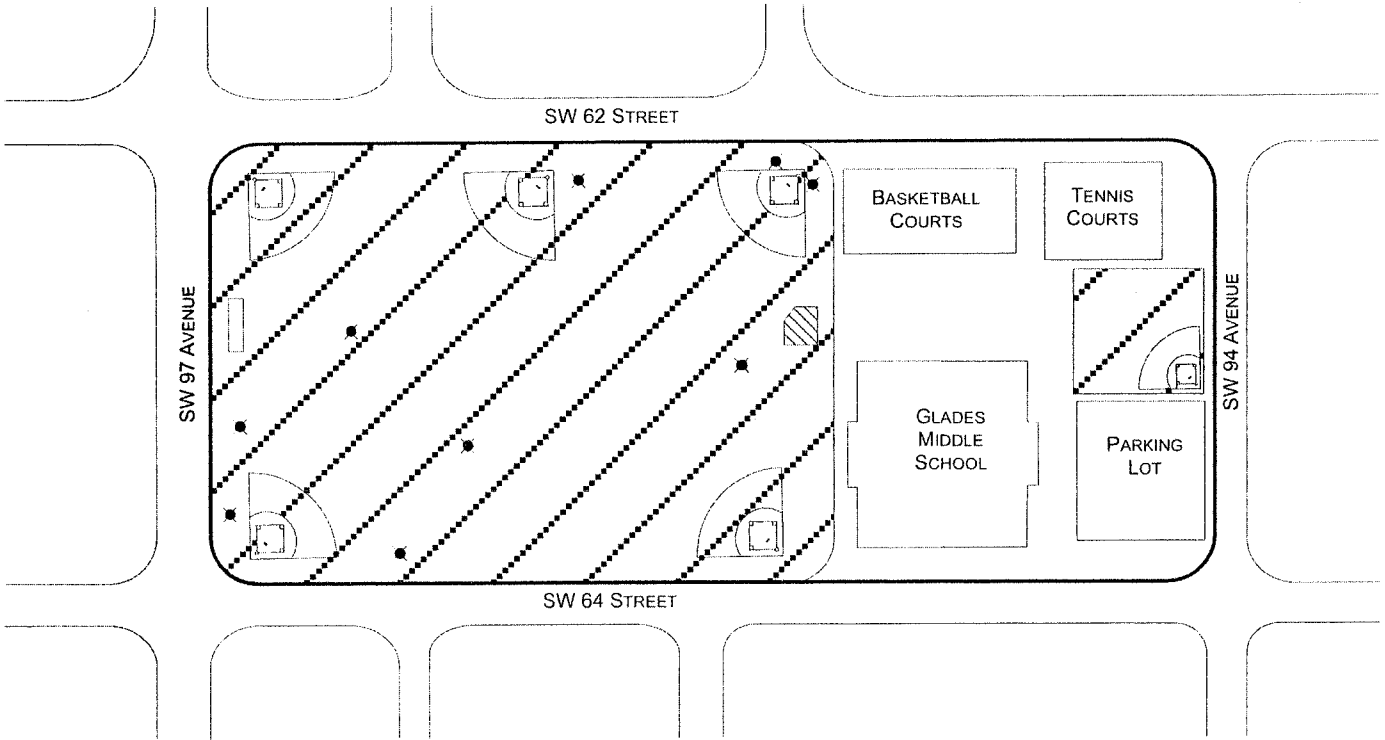 SW 62 STREET
BASKETBALL
COURTS
TENNIS
COURTS
SW 97 AVENUE
SW 94 AVENUE
GLADES
MIDDLE
SCHOOL
PARKING
LOT
SW 64 STREET